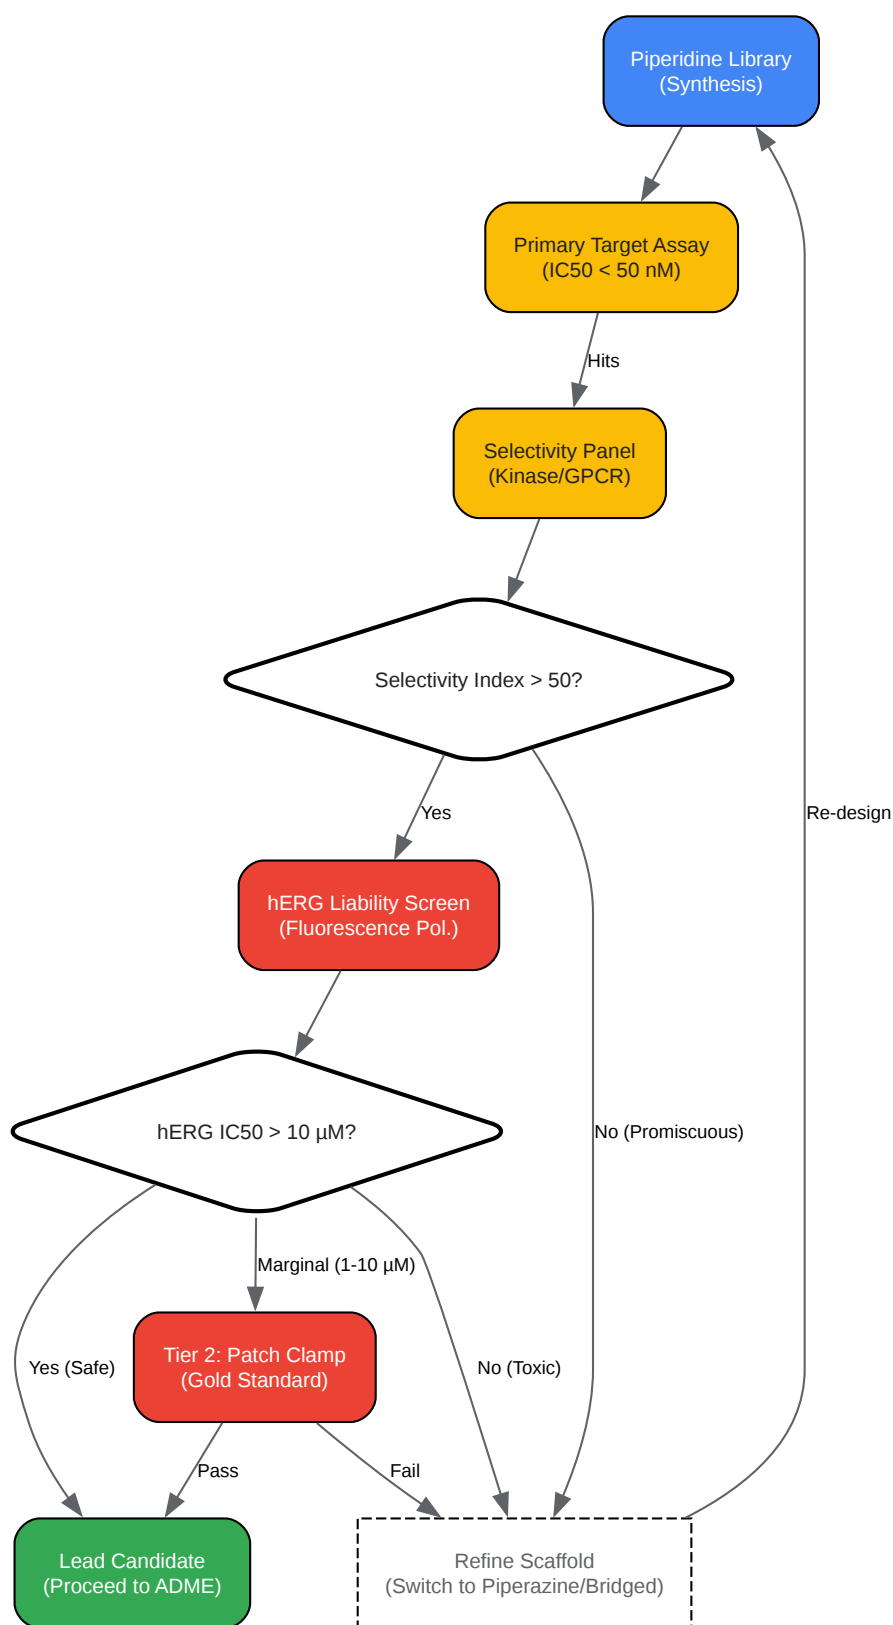 Piperidine Library
(Synthesis)
Primary Target Assay
(IC50 < 50 nM)
Hits
Selectivity Panel
(Kinase/GPCR)
Selectivity Index > 50?
Yes
Re-design
hERG Liability Screen
(Fluorescence Pol.)
hERG IC50 > 10 µM?
No (Promiscuous)
Marginal (1-10 µM)
Tier 2: Patch Clamp
(Gold Standard)
Yes (Safe)
No (Toxic)
Pass
Fail
Lead Candidate
(Proceed to ADME)
Refine Scaffold
(Switch to Piperazine/Bridged)